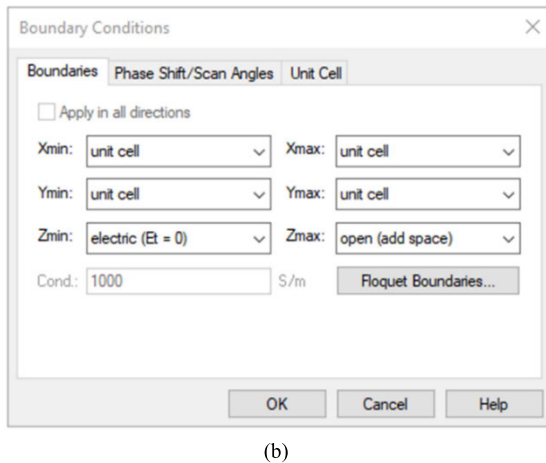 Boundary Conditions
Boundaries Phase Shift/Scan Angles Unit Cell
Apply in all directions
Xmin: unit cell Xmax: unit cell
Ymin: unit cell Ymax: unit cell
Zmin: electric (Et = 0) Zmax: open (add space)
Cond.: 1000 S/m Floquet Boundaries...
OK Cancel Help
(b)